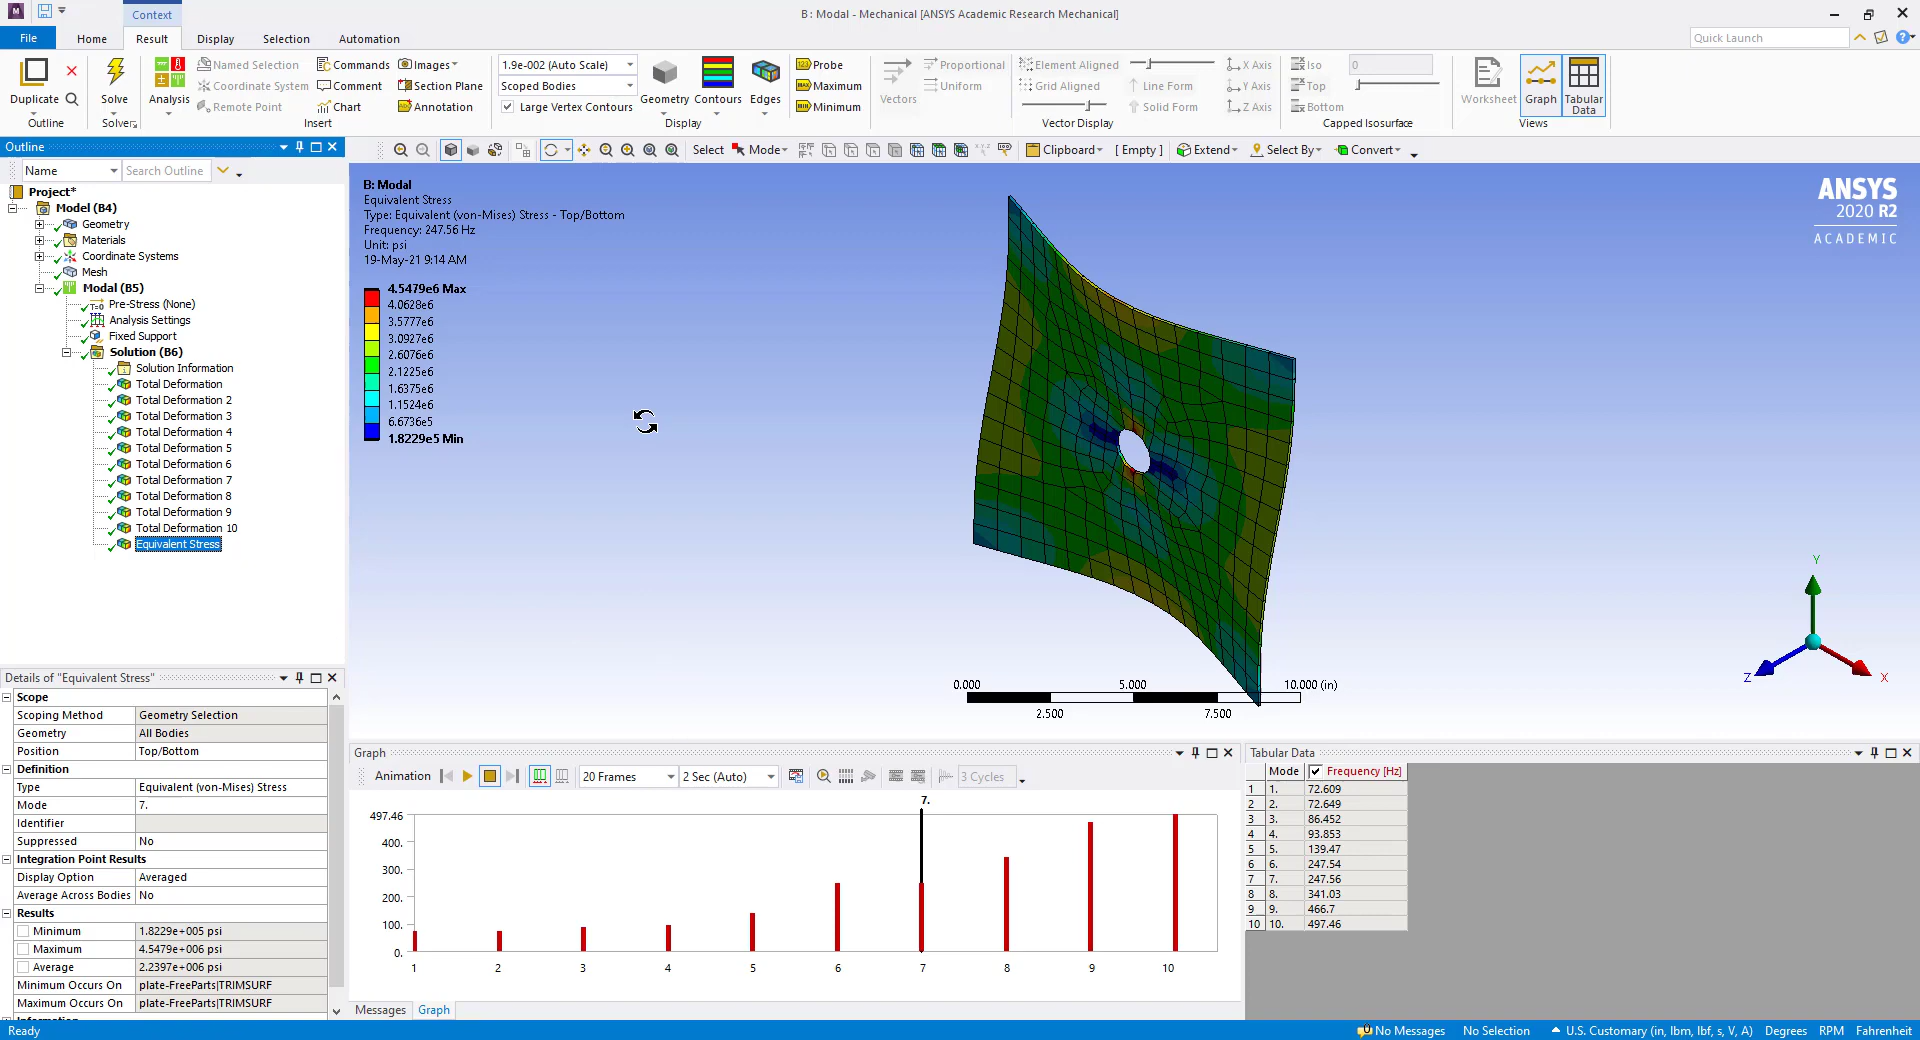 Context
B : Modal - Mechanical [ANSYS Academic Research Mechanical]
File Home Result Display Selection Automation
Quick Launch
Duplicate
Outline
Solve
Solver
Analysis
Named Selection
Coordinate System
Remote Point
Commands
Comment
Chart
Images
Section Plane
Annotation
Insert
1.9e-002 (Auto Scale)
Scoped Bodies
Large Vertex Contours
Geometry
Contours
Edges
Display
Probe
Maximum
Minimum
Vectors
Proportional
Uniform
Element Aligned
Grid Aligned
Line Form
Solid Form
X Axis
Y Axis
Z Axis
Vector Display
Iso
Top
Bottom
0
Capped Isosurface
Worksheet
Graph
Tabular Data
Views
Outline
Name
Search Outline
Select Mode Clipboard [ Empty ] Extend Select By Convert
Project*
Model (B4)
Geometry
Materials
Coordinate Systems
Mesh
Modal (B5)
Pre-Stress (None)
Analysis Settings
Fixed Support
Solution (B6)
Solution Information
Total Deformation
Total Deformation 2
Total Deformation 3
Total Deformation 4
Total Deformation 5
Total Deformation 6
Total Deformation 7
Total Deformation 8
Total Deformation 9
Total Deformation 10
Equivalent Stress
B: Modal
Equivalent Stress
Type: Equivalent (von-Mises) Stress - Top/Bottom
Frequency: 247.56 Hz
Unit: psi
19-May-21 9:14 AM
4.5479e6 Max
4.0628e6
3.5777e6
3.0927e6
2.6076e6
2.1225e6
1.6375e6
1.1524e6
6.6736e5
1.8229e5 Min
ANSYS
2020 R2
ACADEMIC
0.000 5.000 10.000 (in)
2.500 7.500
Y
Z X
Details of "Equivalent Stress"
Scope
Scoping Method Geometry Selection
Geometry All Bodies
Position Top/Bottom
Definition
Type Equivalent (von-Mises) Stress
Mode 7.
Identifier
Suppressed No
Integration Point Results
Display Option Averaged
Average Across Bodies No
Results
Minimum 1.8229e+005 psi
Maximum 4.5479e+006 psi
Average 2.2397e+006 psi
Minimum Occurs On plate-FreeParts|TRIMSURF
Maximum Occurs On plate-FreeParts|TRIMSURF
Graph
Animation 20 Frames 2 Sec (Auto) 3 Cycles
7.
497.46
400.
300.
200.
100.
0.
1 2 3 4 5 6 7 8 9 10
Messages Graph
Tabular Data
Mode Frequency [Hz]
1 1. 72.609
2 2. 72.649
3 3. 86.452
4 4. 93.853
5 5. 139.47
6 6. 247.54
7 7. 247.56
8 8. 341.03
9 9. 466.7
10 10. 497.46
Ready
No Messages No Selection U.S. Customary (in, lbm, lbf, s, V, A) Degrees RPM Fahrenheit